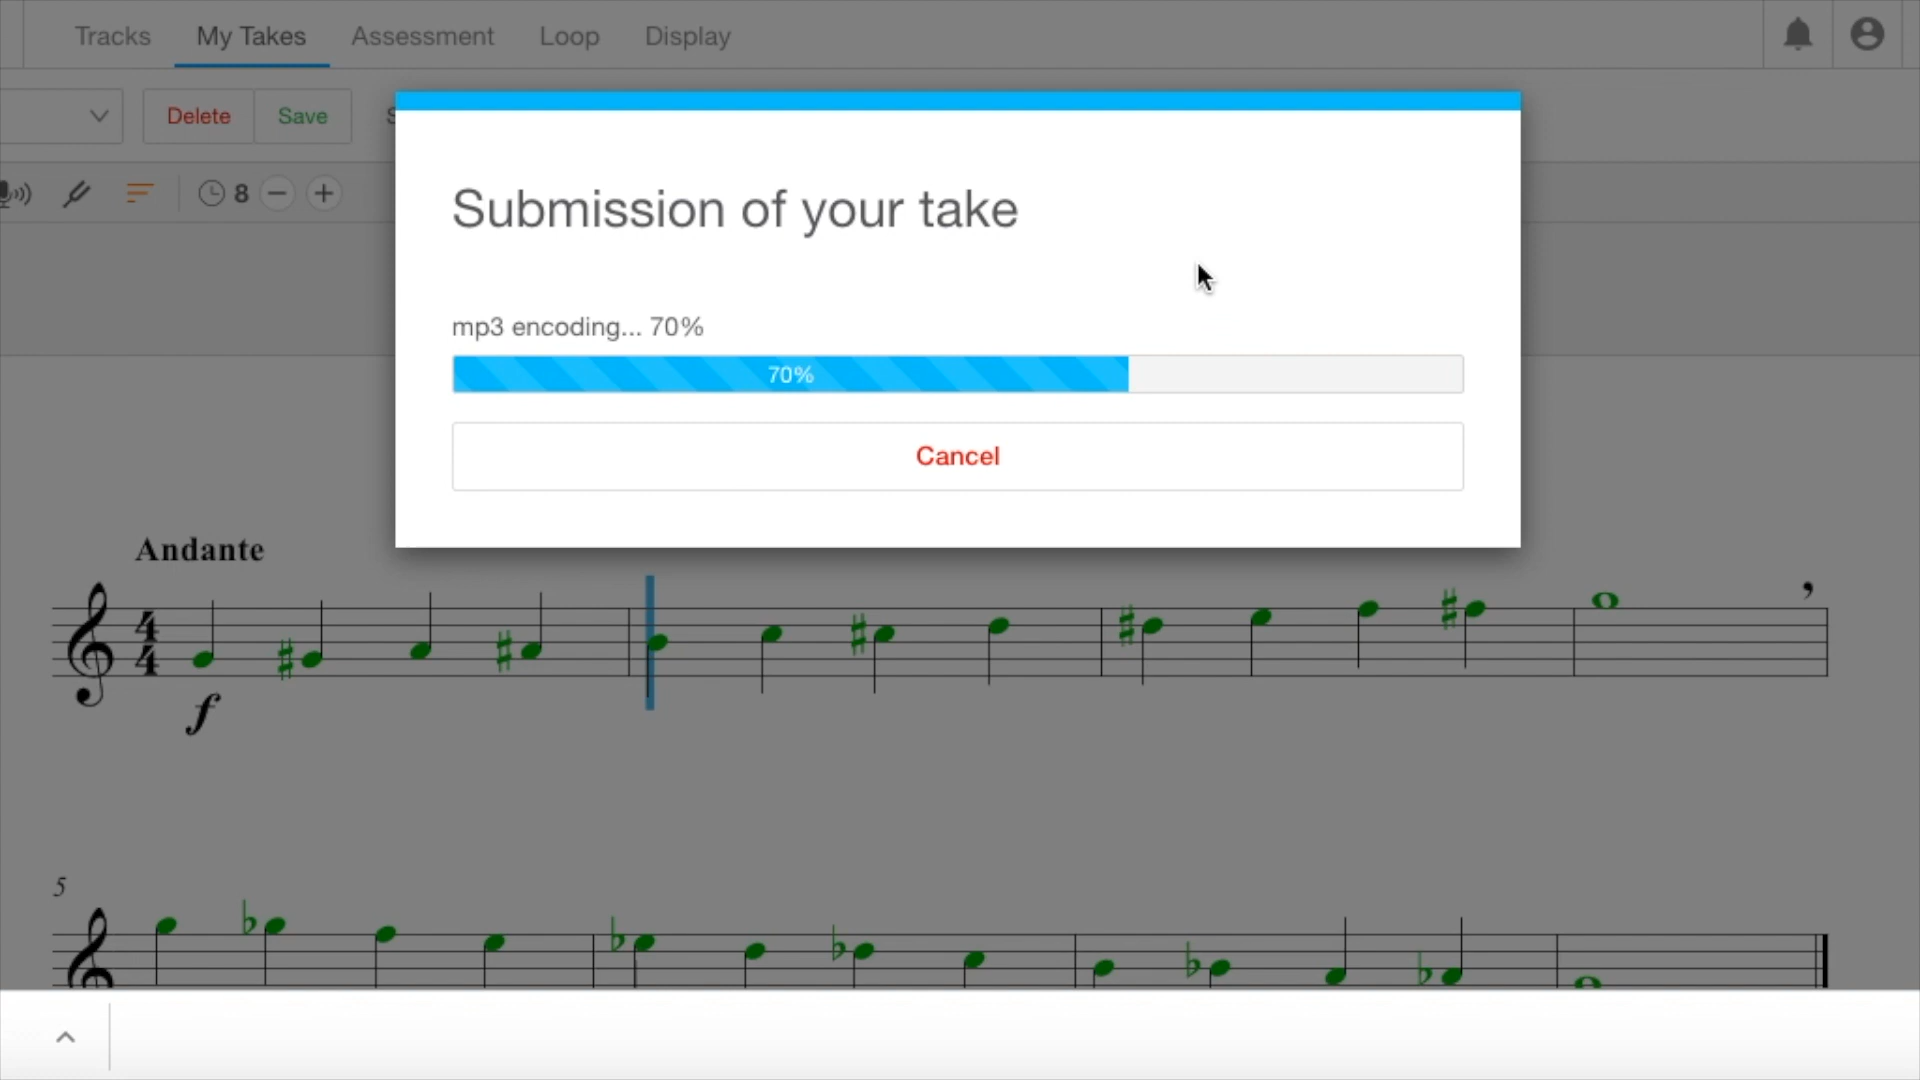 Tracks My Takes Assessment Loop Display
Delete Save
8
Submission of your take
mp3 encoding... 70%
70%
Cancel
Andante
4
4
f
5